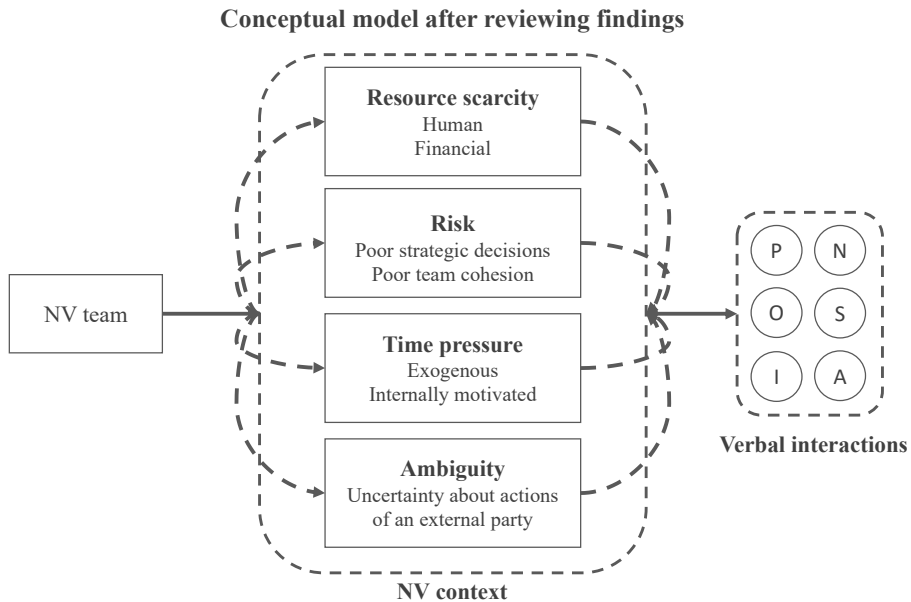 Conceptual model after reviewing findings
Resource scarcity
Human
Financial
Risk
Poor strategic decisions
Poor team cohesion
NV team
Time pressure
Exogenous
Internally motivated
Ambiguity
Uncertainty about actions
of an external party
NV context
P N
O S
I A
Verbal interactions